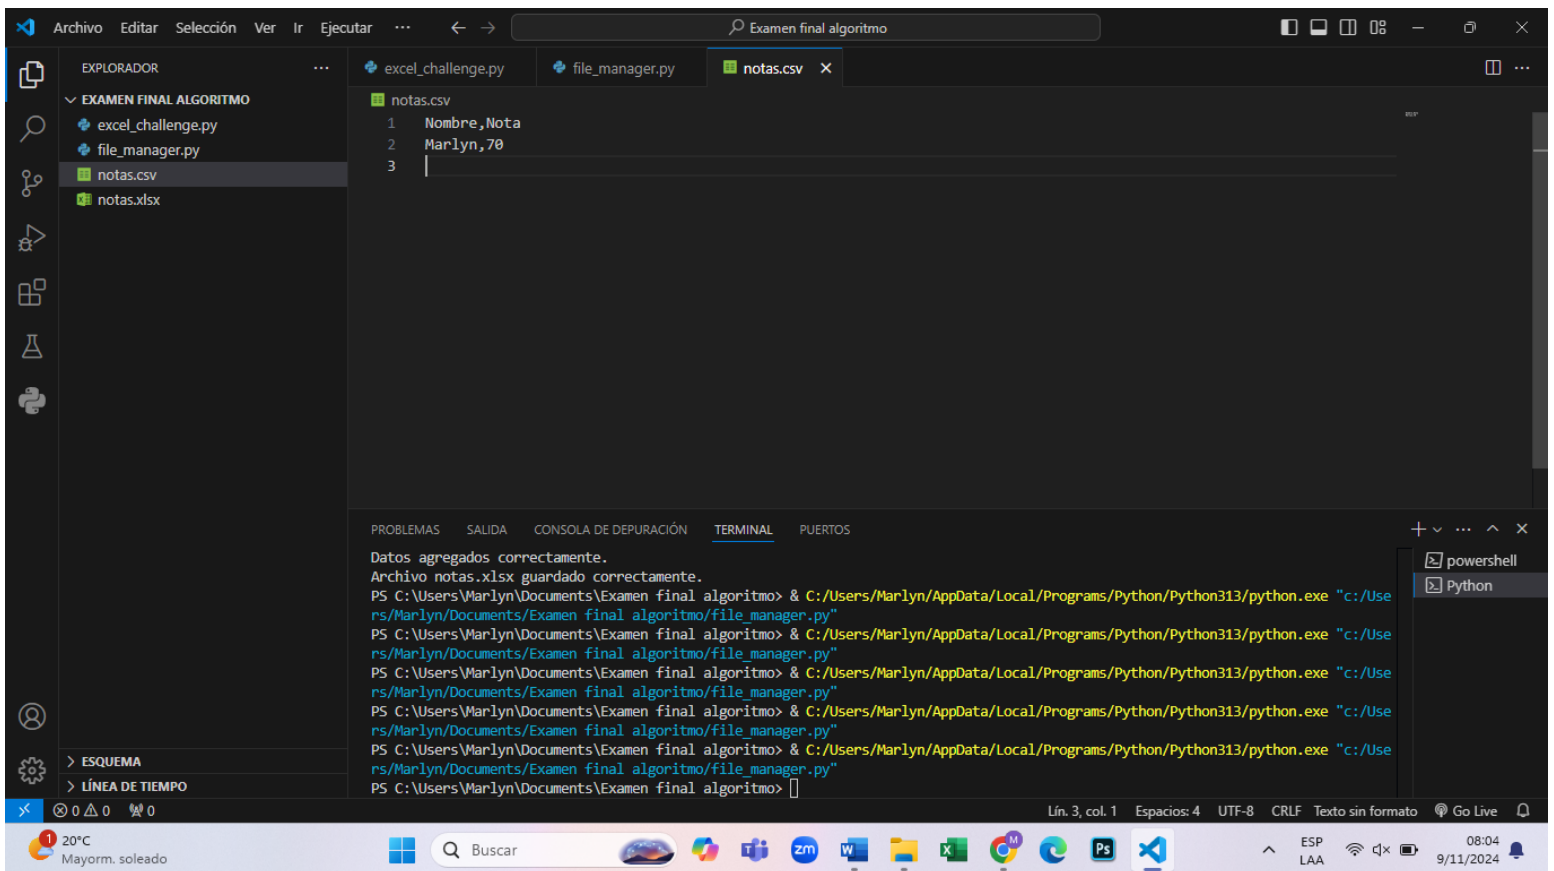 Archivo Editar Selección Ver Ir Ejecutar ··· Examen final algoritmo
EXPLORADOR ···
EXAMEN FINAL ALGORITMO
excel_challenge.py
file_manager.py
notas.csv
notas.xlsx
ESQUEMA
LÍNEA DE TIEMPO
excel_challenge.py file_manager.py notas.csv
notas.csv
1 Nombre,Nota
2 Marlyn,70
3
PROBLEMAS SALIDA CONSOLA DE DEPURACIÓN TERMINAL PUERTOS
Datos agregados correctamente.
Archivo notas.xlsx guardado correctamente.
PS C:\Users\Marlyn\Documents\Examen final algoritmo> & C:/Users/Marlyn/AppData/Local/Programs/Python/Python313/python.exe "c:/Use
rs/Marlyn/Documents/Examen final algoritmo/file_manager.py"
PS C:\Users\Marlyn\Documents\Examen final algoritmo> & C:/Users/Marlyn/AppData/Local/Programs/Python/Python313/python.exe "c:/Use
rs/Marlyn/Documents/Examen final algoritmo/file_manager.py"
PS C:\Users\Marlyn\Documents\Examen final algoritmo> & C:/Users/Marlyn/AppData/Local/Programs/Python/Python313/python.exe "c:/Use
rs/Marlyn/Documents/Examen final algoritmo/file_manager.py"
PS C:\Users\Marlyn\Documents\Examen final algoritmo> & C:/Users/Marlyn/AppData/Local/Programs/Python/Python313/python.exe "c:/Use
rs/Marlyn/Documents/Examen final algoritmo/file_manager.py"
PS C:\Users\Marlyn\Documents\Examen final algoritmo> & C:/Users/Marlyn/AppData/Local/Programs/Python/Python313/python.exe "c:/Use
rs/Marlyn/Documents/Examen final algoritmo/file_manager.py"
PS C:\Users\Marlyn\Documents\Examen final algoritmo>
powershell
Python
0 0 0 Lín. 3, col. 1 Espacios: 4 UTF-8 CRLF Texto sin formato Go Live
1 20°C
Mayorm. soleado
Buscar
zm
W
X
M
Ps
ESP
LAA
08:04
9/11/2024